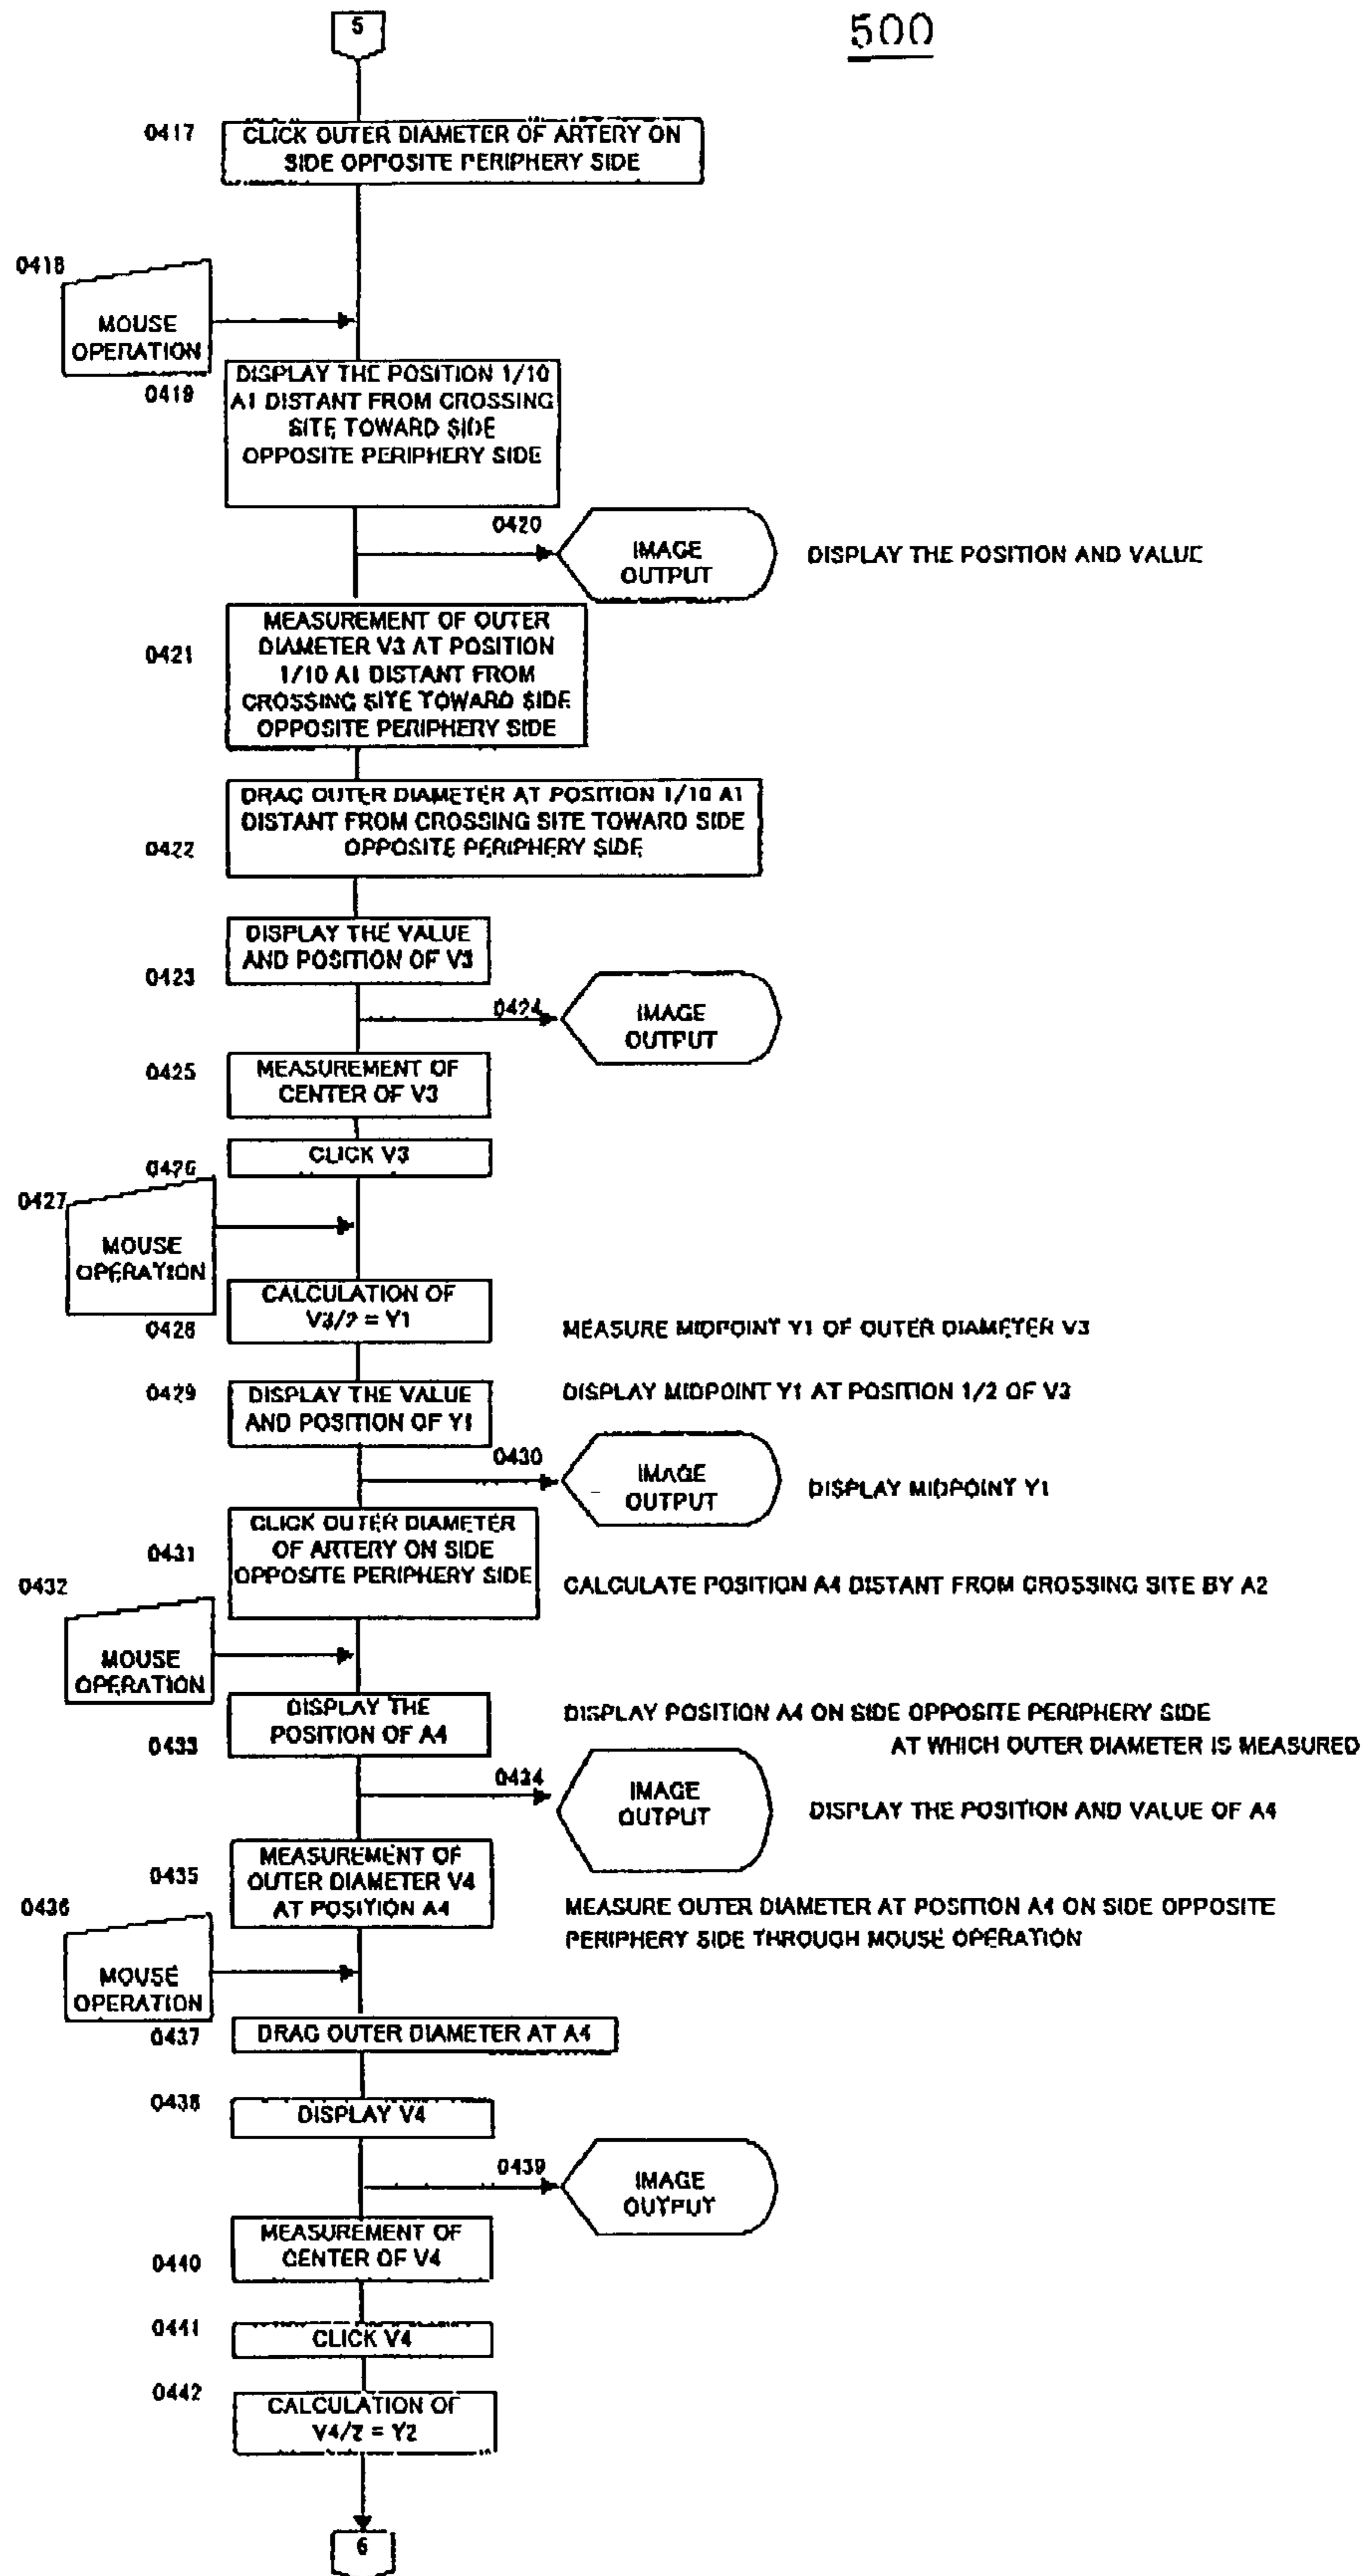 5
500
0417
CLICK OUTER DIAMETER OF ARTERY ON
SIDE OPPOSITE PERIPHERY SIDE
0418
MOUSE
OPERATION
0419
DISPLAY THE POSITION 1/10
A1 DISTANT FROM CROSSING
SITE TOWARD SIDE
OPPOSITE PERIPHERY SIDE
0420
IMAGE
OUTPUT
DISPLAY THE POSITION AND VALUE
0421
MEASUREMENT OF OUTER
DIAMETER V3 AT POSITION
1/10 A1 DISTANT FROM
CROSSING SITE TOWARD SIDE
OPPOSITE PERIPHERY SIDE
0422
DRAG OUTER DIAMETER AT POSITION 1/10 A1
DISTANT FROM CROSSING SITE TOWARD SIDE
OPPOSITE PERIPHERY SIDE
0423
DISPLAY THE VALUE
AND POSITION OF V3
0424
IMAGE
OUTPUT
0425
MEASUREMENT OF
CENTER OF V3
0426
CLICK V3
0427
MOUSE
OPERATION
0428
CALCULATION OF
V3/2 = Y1
MEASURE MIDPOINT Y1 OF OUTER DIAMETER V3
0429
DISPLAY THE VALUE
AND POSITION OF Y1
DISPLAY MIDPOINT Y1 AT POSITION 1/2 OF V3
0430
IMAGE
OUTPUT
DISPLAY MIDPOINT Y1
0431
CLICK OUTER DIAMETER
OF ARTERY ON SIDE
OPPOSITE PERIPHERY SIDE
CALCULATE POSITION A4 DISTANT FROM CROSSING SITE BY A2
0432
MOUSE
OPERATION
0433
DISPLAY THE
POSITION OF A4
DISPLAY POSITION A4 ON SIDE OPPOSITE PERIPHERY SIDE
AT WHICH OUTER DIAMETER IS MEASURED
0434
IMAGE
OUTPUT
DISPLAY THE POSITION AND VALUE OF A4
0435
MEASUREMENT OF
OUTER DIAMETER V4
AT POSITION A4
MEASURE OUTER DIAMETER AT POSITION A4 ON SIDE OPPOSITE
PERIPHERY SIDE THROUGH MOUSE OPERATION
0436
MOUSE
OPERATION
0437
DRAG OUTER DIAMETER AT A4
0438
DISPLAY V4
0439
IMAGE
OUTPUT
0440
MEASUREMENT OF
CENTER OF V4
0441
CLICK V4
0442
CALCULATION OF
V4/2 = Y2
6